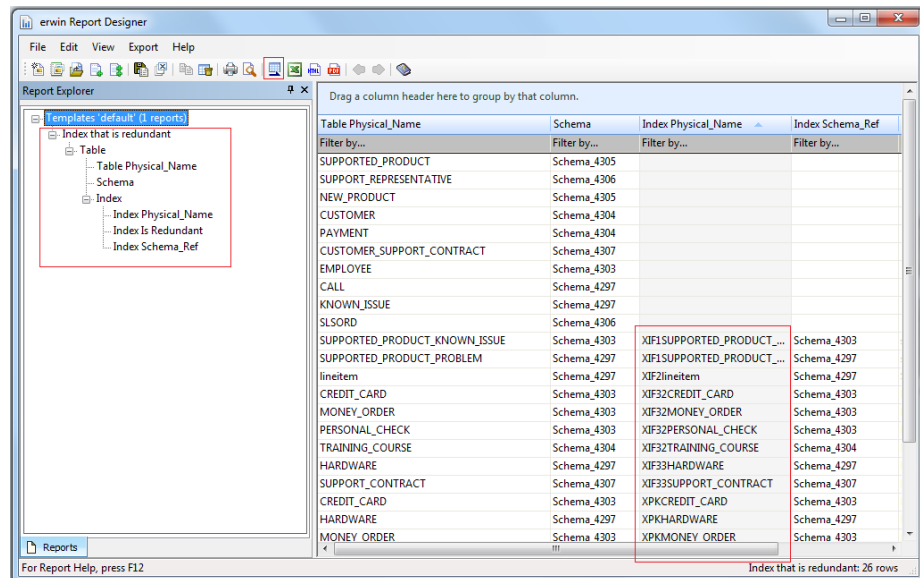 erwin Report Designer
File Edit View Export Help
Report Explorer
Templates 'default' (1 reports)
Index that is redundant
Table
Table Physical_Name
Schema
Index
Index Physical_Name
Index Is Redundant
Index Schema_Ref
Reports
Drag a column header here to group by that column.
Table Physical_Name Schema Index Physical_Name Index Schema_Ref
Filter by... Filter by... Filter by... Filter by...
SUPPORTED_PRODUCT Schema_4305
SUPPORT_REPRESENTATIVE Schema_4306
NEW_PRODUCT Schema_4305
CUSTOMER Schema_4304
PAYMENT Schema_4304
CUSTOMER_SUPPORT_CONTRACT Schema_4307
EMPLOYEE Schema_4303
CALL Schema_4297
KNOWN_ISSUE Schema_4297
SLSORD Schema_4306
SUPPORTED_PRODUCT_KNOWN_ISSUE Schema_4303 XIF1SUPPORTED_PRODUCT_... Schema_4303
SUPPORTED_PRODUCT_PROBLEM Schema_4297 XIF1SUPPORTED_PRODUCT_... Schema_4297
lineitem Schema_4297 XIF2lineitem Schema_4297
CREDIT_CARD Schema_4303 XIF32CREDIT_CARD Schema_4303
MONEY_ORDER Schema_4303 XIF32MONEY_ORDER Schema_4303
PERSONAL_CHECK Schema_4303 XIF32PERSONAL_CHECK Schema_4303
TRAINING_COURSE Schema_4304 XIF32TRAINING_COURSE Schema_4304
HARDWARE Schema_4297 XIF33HARDWARE Schema_4297
SUPPORT_CONTRACT Schema_4307 XIF33SUPPORT_CONTRACT Schema_4307
CREDIT_CARD Schema_4303 XPKCREDIT_CARD Schema_4303
HARDWARE Schema_4297 XPKHARDWARE Schema_4297
MONEY_ORDER Schema_4303 XPKMONEY_ORDER Schema_4303
For Report Help, press F12
Index that is redundant: 26 rows